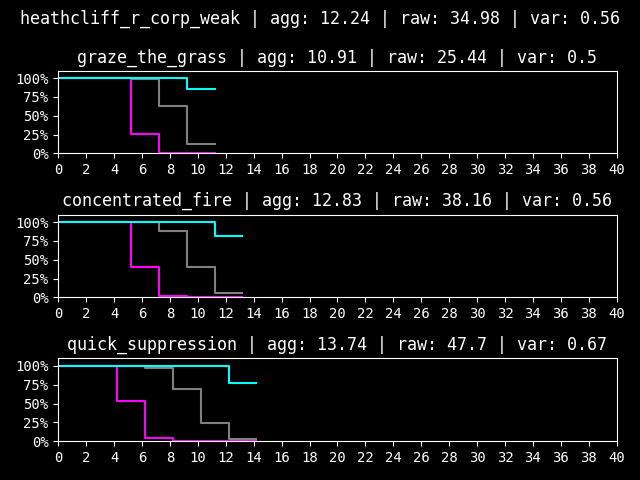 heathcliff_r_corp_weak | agg: 12.24 | raw: 34.98 | var: 0.56
graze_the_grass | agg: 10.91 | raw: 25.44 | var: 0.5
100%
75%
50%
25%
0%
0 2 4 6 8 10 12 14 16 18 20 22 24 26 28 30 32 34 36 38 40
concentrated_fire | agg: 12.83 | raw: 38.16 | var: 0.56
100%
75%
50%
25%
0%
0 2 4 6 8 10 12 14 16 18 20 22 24 26 28 30 32 34 36 38 40
quick_suppression | agg: 13.74 | raw: 47.7 | var: 0.67
100%
75%
50%
25%
0%
0 2 4 6 8 10 12 14 16 18 20 22 24 26 28 30 32 34 36 38 40